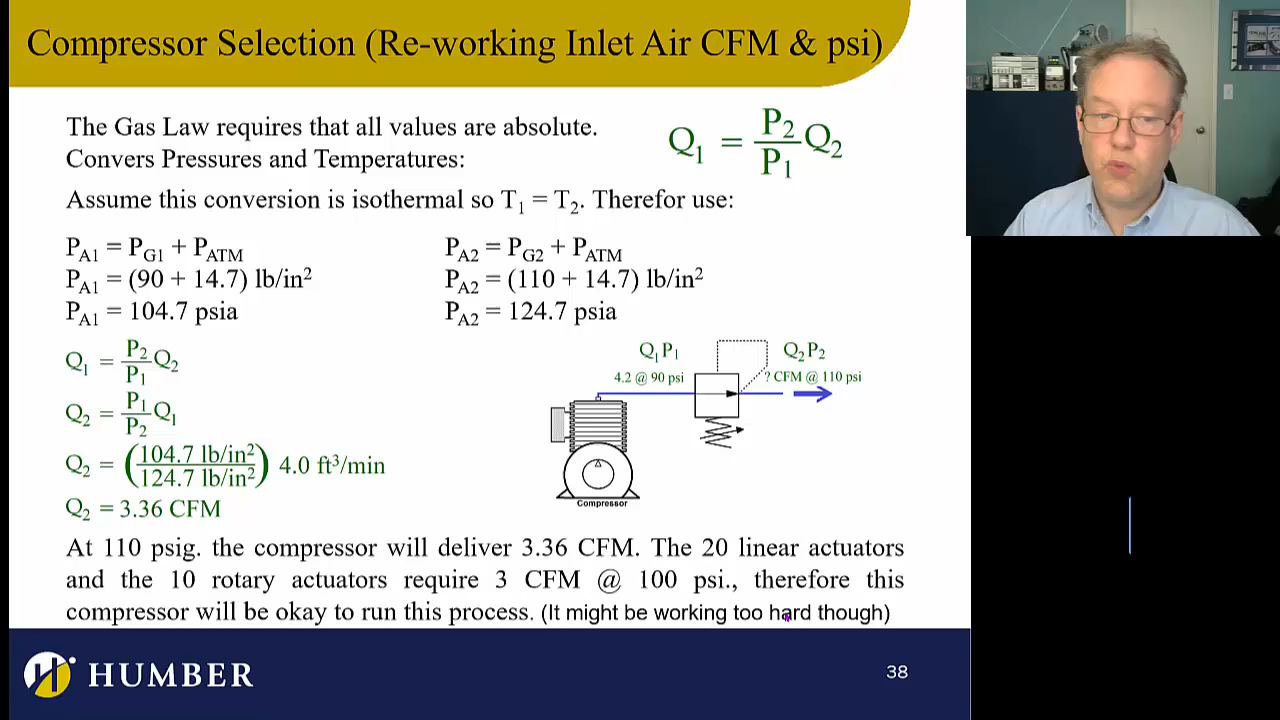 Compressor Selection (Re-working Inlet Air CFM & psi)
The Gas Law requires that all values are absolute.
Convers Pressures and Temperatures:
Q1 = P2/P1 Q2
Assume this conversion is isothermal so T1 = T2. Therefor use:
PA1 = PG1 + PATM
PA1 = (90 + 14.7) lb/in²
PA1 = 104.7 psia
PA2 = PG2 + PATM
PA2 = (110 + 14.7) lb/in²
PA2 = 124.7 psia
Q1 = P2/P1 Q2
Q2 = P1/P2 Q1
Q2 = (104.7 lb/in²/124.7 lb/in²) 4.0 ft³/min
Q2 = 3.36 CFM
Q1P1
4.2 @ 90 psi
Q2P2
? CFM @ 110 psi
Compressor
At 110 psig. the compressor will deliver 3.36 CFM. The 20 linear actuators
and the 10 rotary actuators require 3 CFM @ 100 psi., therefore this
compressor will be okay to run this process. (It might be working too hard though)
HUMBER
38